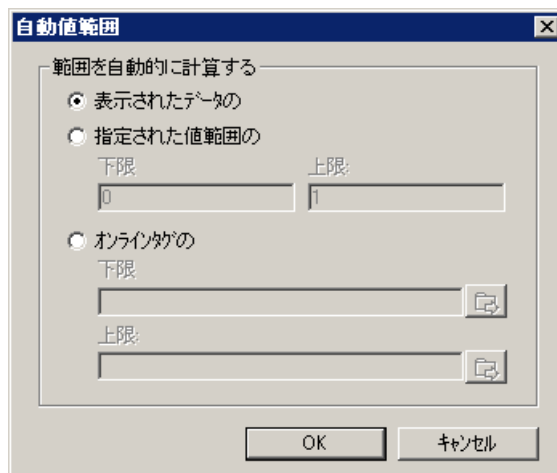 自動値範囲
範囲を自動的に計算する
表示されたﾃﾞｰﾀの
指定された値範囲の
下限 上限:
0 1
ｵﾝﾗｲﾝﾀｸﾞの
下限
上限:
OK ｷｬﾝｾﾙ